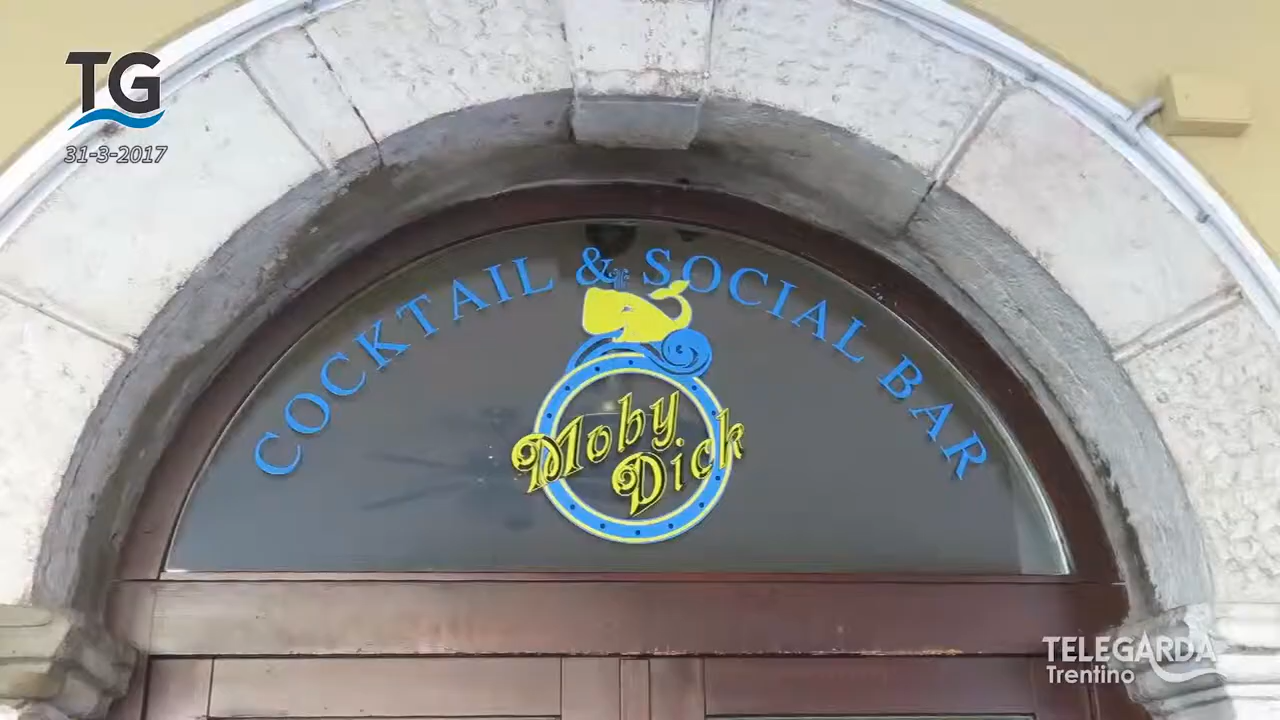 TG
31-3-2017
COCKTAIL & SOCIAL BAR
Moby
Dick
TELEGARDA
Trentino